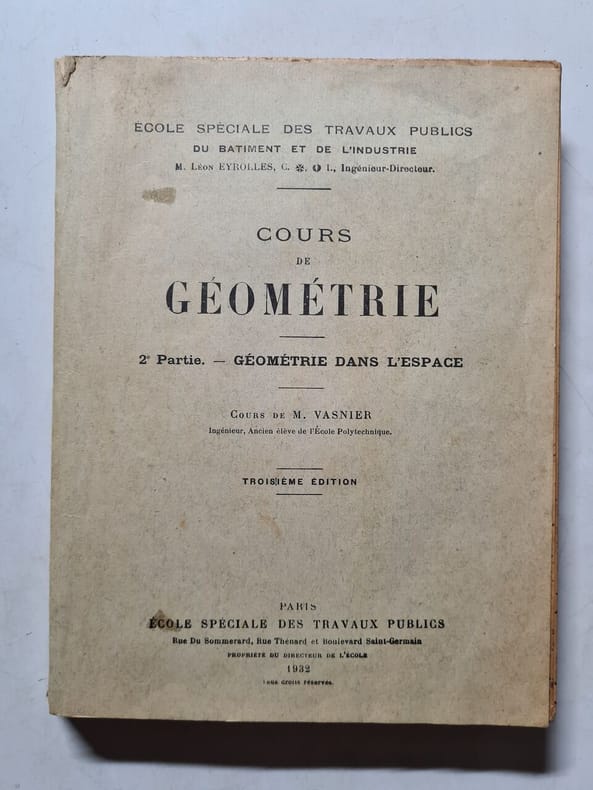 ÉCOLE SPÉCIALE DES TRAVAUX PUBLICS
DU BATIMENT ET DE L'INDUSTRIE
M. LÉON EYROLLES, C. ✵. ❶ I., Ingénieur-Directeur.
COURS
DE
GÉOMÉTRIE
2e Partie. — GÉOMÉTRIE DANS L'ESPACE
COURS DE M. VASNIER
Ingénieur, Ancien élève de l'École Polytechnique.
TROISIÈME ÉDITION
PARIS
ÉCOLE SPÉCIALE DES TRAVAUX PUBLICS
Rue Du Sommerard, Rue Thénard et Boulevard Saint-Germain
PROPRIÉTÉ DU DIRECTEUR DE L'ÉCOLE
1932
Tous droits réservés.